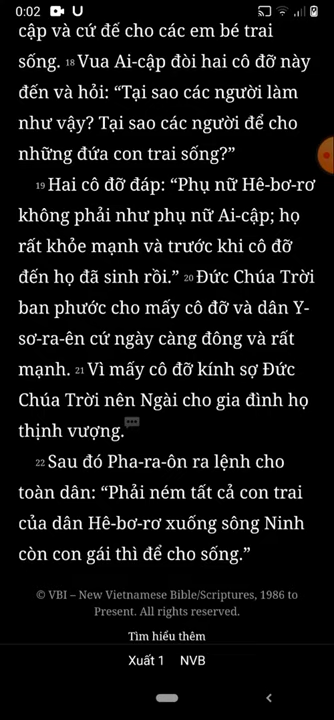 0:02
cập và cứ để cho các em bé trai
sống. 18 Vua Ai-cập đòi hai cô đỡ này
đến và hỏi: “Tại sao các người làm
như vậy? Tại sao các người để cho
những đứa con trai sống?”
19 Hai cô đỡ đáp: “Phụ nữ Hê-bơ-rơ
không phải như phụ nữ Ai-cập; họ
rất khỏe mạnh và trước khi cô đỡ
đến họ đã sinh rồi.” 20 Đức Chúa Trời
ban phước cho mấy cô đỡ và dân Y-
sơ-ra-ên cứ ngày càng đông và rất
mạnh. 21 Vì mấy cô đỡ kính sợ Đức
Chúa Trời nên Ngài cho gia đình họ
thịnh vượng.
22 Sau đó Pha-ra-ôn ra lệnh cho
toàn dân: “Phải ném tất cả con trai
của dân Hê-bơ-rơ xuống sông Ninh
còn con gái thì để cho sống.”
© VBI – New Vietnamese Bible/Scriptures, 1986 to
Present. All rights reserved.
Tìm hiểu thêm
Xuất 1 NVB